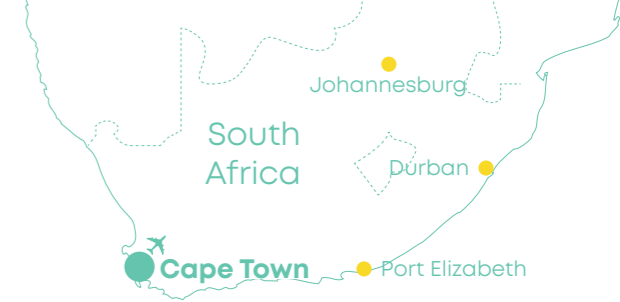 Johannesburg
South
Africa
Durban
Cape Town
Port Elizabeth